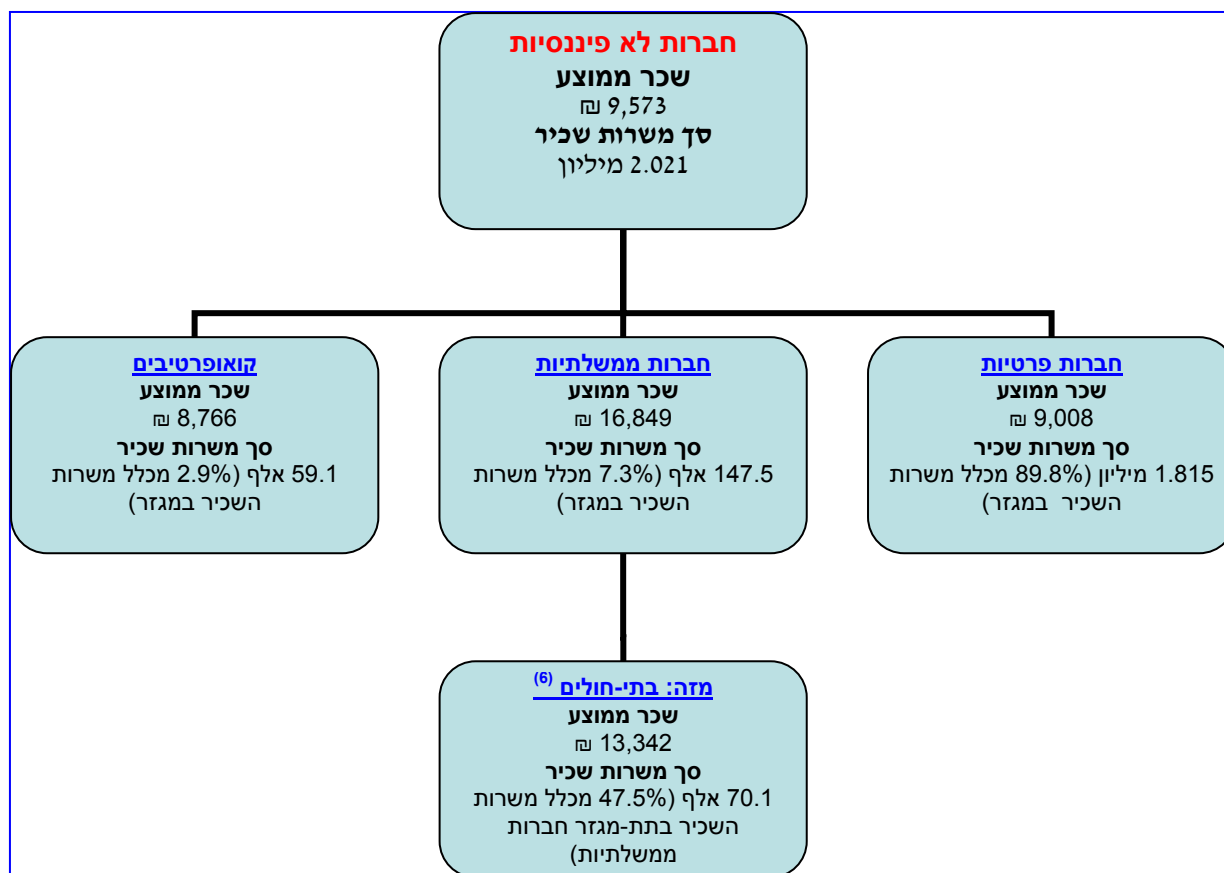 חברות לא פיננסיות
שכר ממוצע
9,573 ₪
סך משרות שכיר
2.021 מיליון
חברות פרטיות
שכר ממוצע
9,008 ₪
סך משרות שכיר
1.815 מיליון (89.8% מכלל משרות
השכיר במגזר)
חברות ממשלתיות
שכר ממוצע
16,849 ₪
סך משרות שכיר
147.5 אלף (7.3% מכלל משרות
השכיר במגזר)
קואופרטיבים
שכר ממוצע
8,766 ₪
סך משרות שכיר
59.1 אלף (2.9% מכלל משרות
השכיר במגזר)
מזה: בתי-חולים (6)
שכר ממוצע
13,342 ₪
סך משרות שכיר
70.1 אלף (47.5% מכלל משרות
השכיר בתת-מגזר חברות
ממשלתיות)